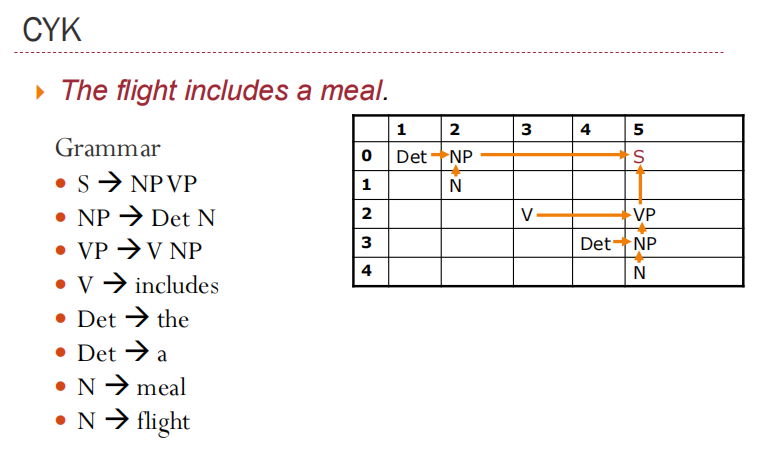 CYK
The flight includes a meal.
Grammar
S → NP VP
NP → Det N
VP → V NP
V → includes
Det → the
Det → a
N → meal
N → flight
1 2 3 4 5
0 Det NP S
1 N
2 V VP
3 Det NP
4 N